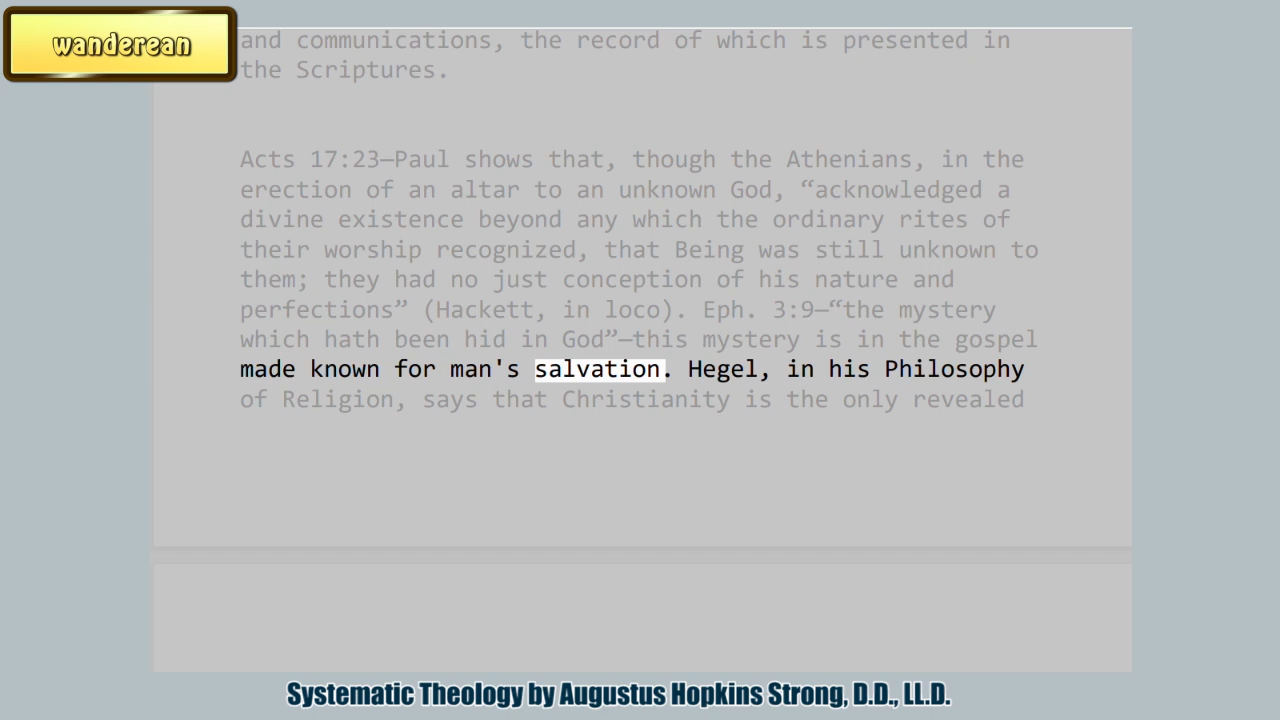 wanderean
and communications, the record of which is presented in
the Scriptures.
Acts 17:23—Paul shows that, though the Athenians, in the
erection of an altar to an unknown God, “acknowledged a
divine existence beyond any which the ordinary rites of
their worship recognized, that Being was still unknown to
them; they had no just conception of his nature and
perfections” (Hackett, in loco). Eph. 3:9—“the mystery
which hath been hid in God”—this mystery is in the gospel
made known for man's salvation. Hegel, in his Philosophy
of Religion, says that Christianity is the only revealed
Systematic Theology by Augustus Hopkins Strong, D.D., LL.D.